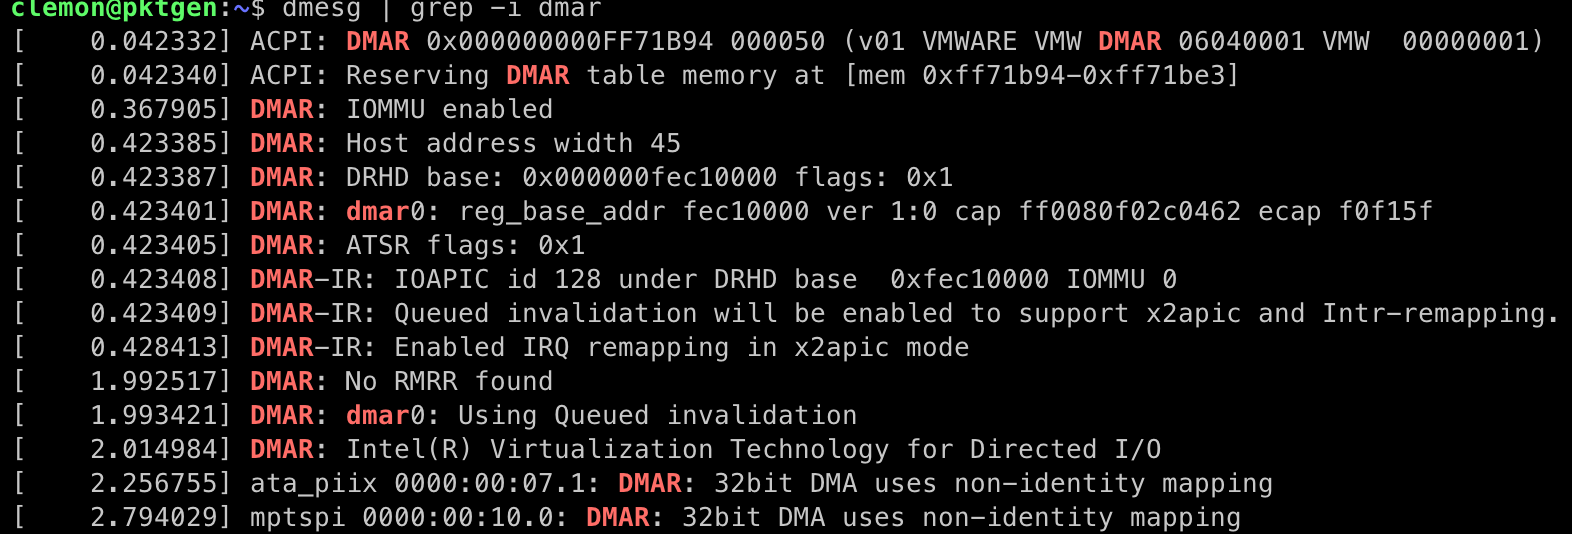 clemon@pktgen:~$ dmesg | grep -i dmar
[    0.042332] ACPI: DMAR 0x000000000FF71B94 000050 (v01 VMWARE VMW DMAR 06040001 VMW  00000001)
[    0.042340] ACPI: Reserving DMAR table memory at [mem 0xff71b94-0xff71be3]
[    0.367905] DMAR: IOMMU enabled
[    0.423385] DMAR: Host address width 45
[    0.423387] DMAR: DRHD base: 0x000000fec10000 flags: 0x1
[    0.423401] DMAR: dmar0: reg_base_addr fec10000 ver 1:0 cap ff0080f02c0462 ecap f0f15f
[    0.423405] DMAR: ATSR flags: 0x1
[    0.423408] DMAR-IR: IOAPIC id 128 under DRHD base  0xfec10000 IOMMU 0
[    0.423409] DMAR-IR: Queued invalidation will be enabled to support x2apic and Intr-remapping.
[    0.428413] DMAR-IR: Enabled IRQ remapping in x2apic mode
[    1.992517] DMAR: No RMRR found
[    1.993421] DMAR: dmar0: Using Queued invalidation
[    2.014984] DMAR: Intel(R) Virtualization Technology for Directed I/O
[    2.256755] ata_piix 0000:00:07.1: DMAR: 32bit DMA uses non-identity mapping
[    2.794029] mptspi 0000:00:10.0: DMAR: 32bit DMA uses non-identity mapping